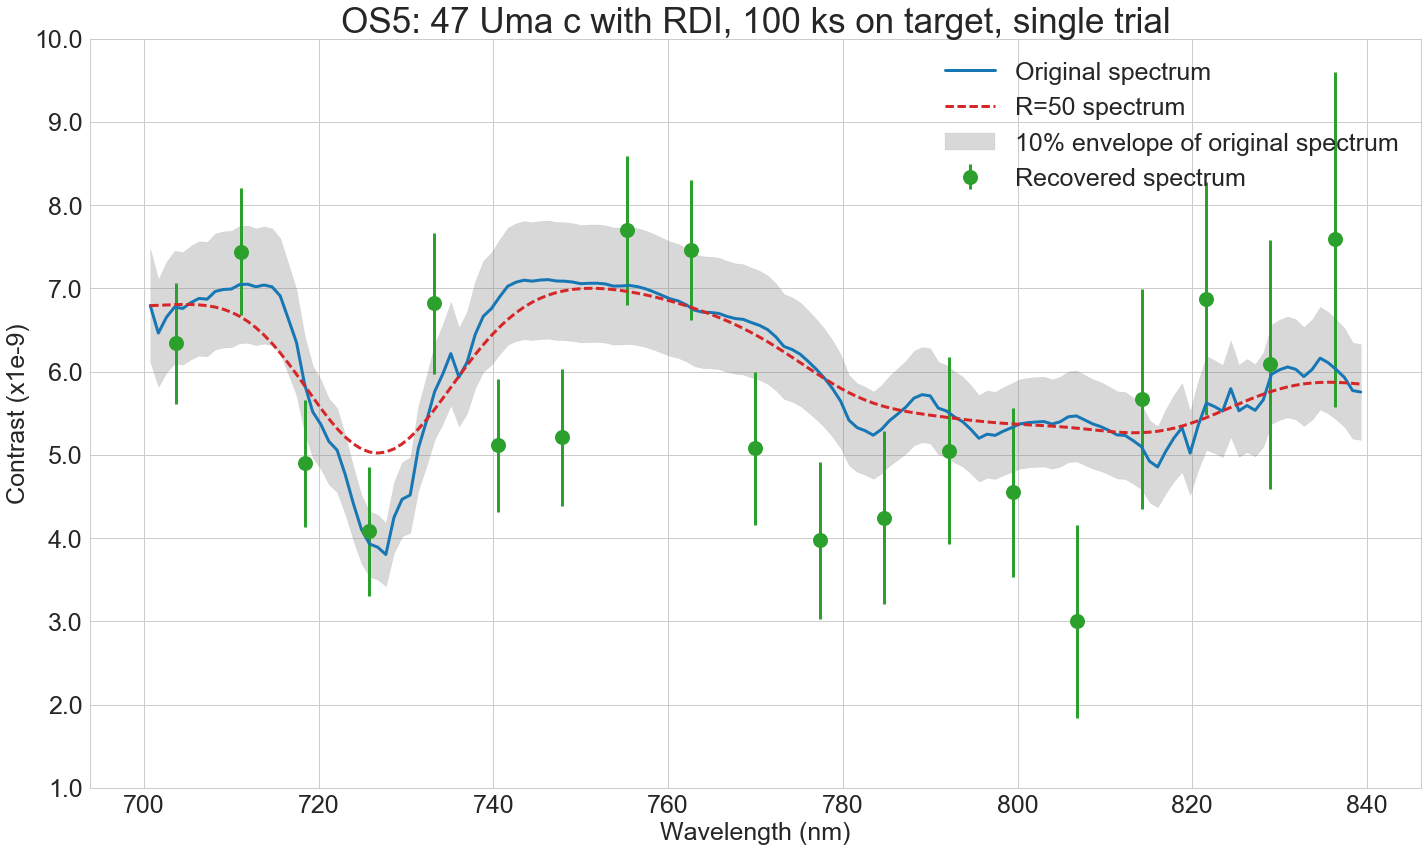 OS5: 47 Uma c with RDI, 100 ks on target, single trial
10.0
9.0
8.0
7.0
6.0
5.0
4.0
3.0
2.0
1.0
Contrast (x1e-9)
Original spectrum
R=50 spectrum
10% envelope of original spectrum
Recovered spectrum
700 720 740 760 780 800 820 840
Wavelength (nm)